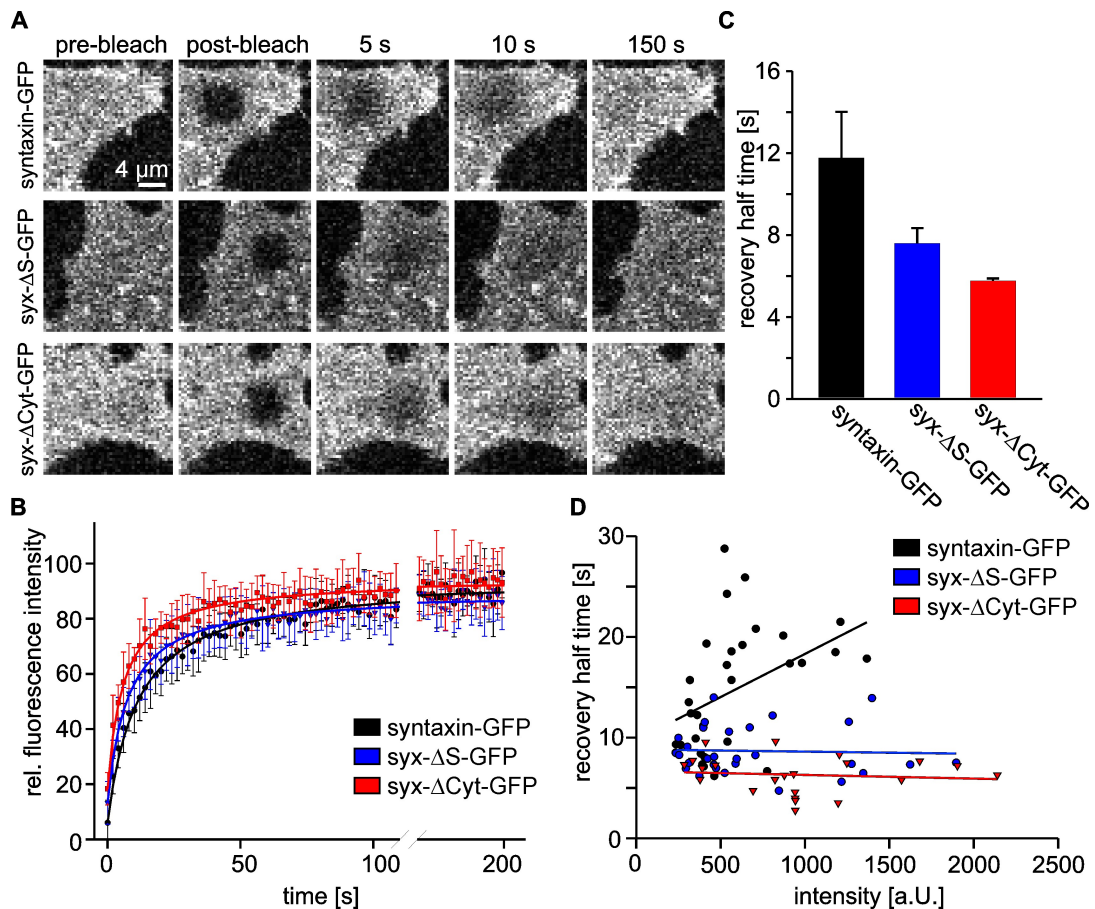 A
pre-bleach post-bleach 5 s 10 s 150 s
syntaxin-GFP
4 µm
syx-ΔS-GFP
syx-ΔCyt-GFP
C
recovery half time [s]
16
12
8
4
0
syntaxin-GFP
syx-ΔS-GFP
syx-ΔCyt-GFP
B
rel. fluorescence intensity
100
80
60
40
20
0
0 50 100 200
time [s]
syntaxin-GFP
syx-ΔS-GFP
syx-ΔCyt-GFP
D
recovery half time [s]
30
20
10
0
0 500 1000 1500 2000 2500
intensity [a.U.]
syntaxin-GFP
syx-ΔS-GFP
syx-ΔCyt-GFP